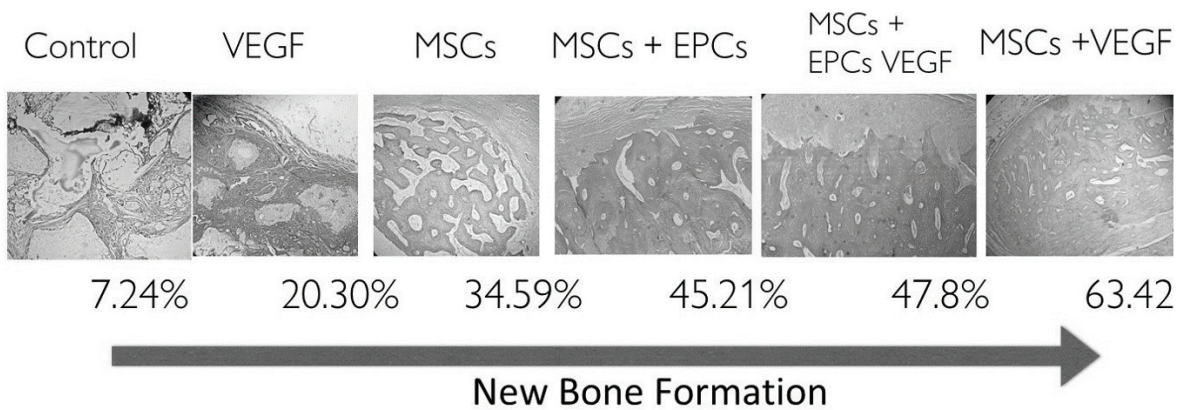 Control VEGF MSCs MSCs + EPCs MSCs +
EPCs VEGF MSCs +VEGF
7.24% 20.30% 34.59% 45.21% 47.8% 63.42
New Bone Formation